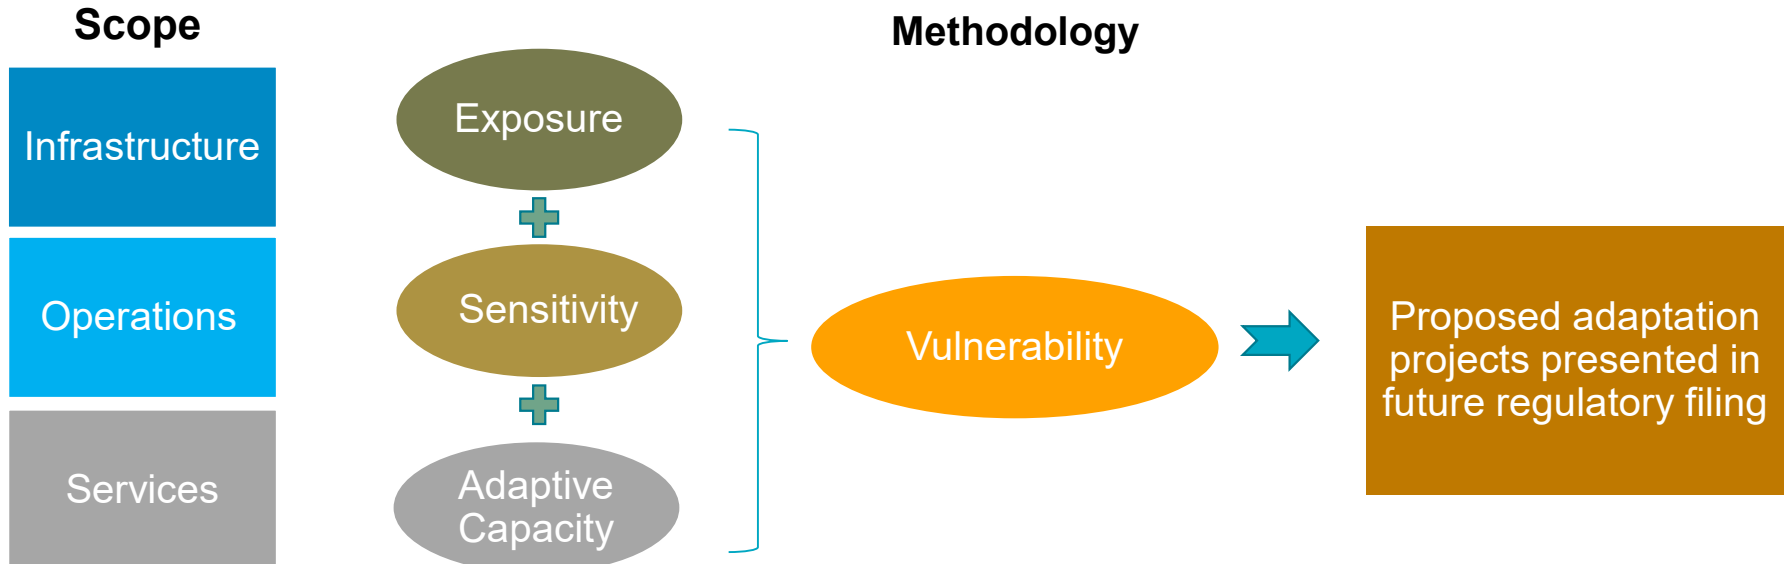 Scope
Infrastructure
Operations
Services
Methodology
Exposure
Sensitivity
Adaptive
Capacity
Vulnerability
Proposed adaptation
projects presented in
future regulatory filing